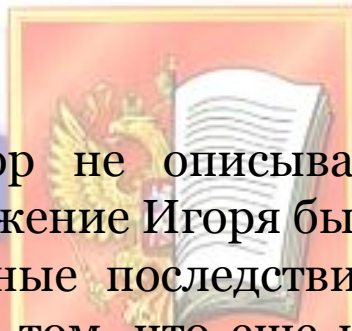 ор не описыва
жение Игоря бы
ные последстви
том, что еще